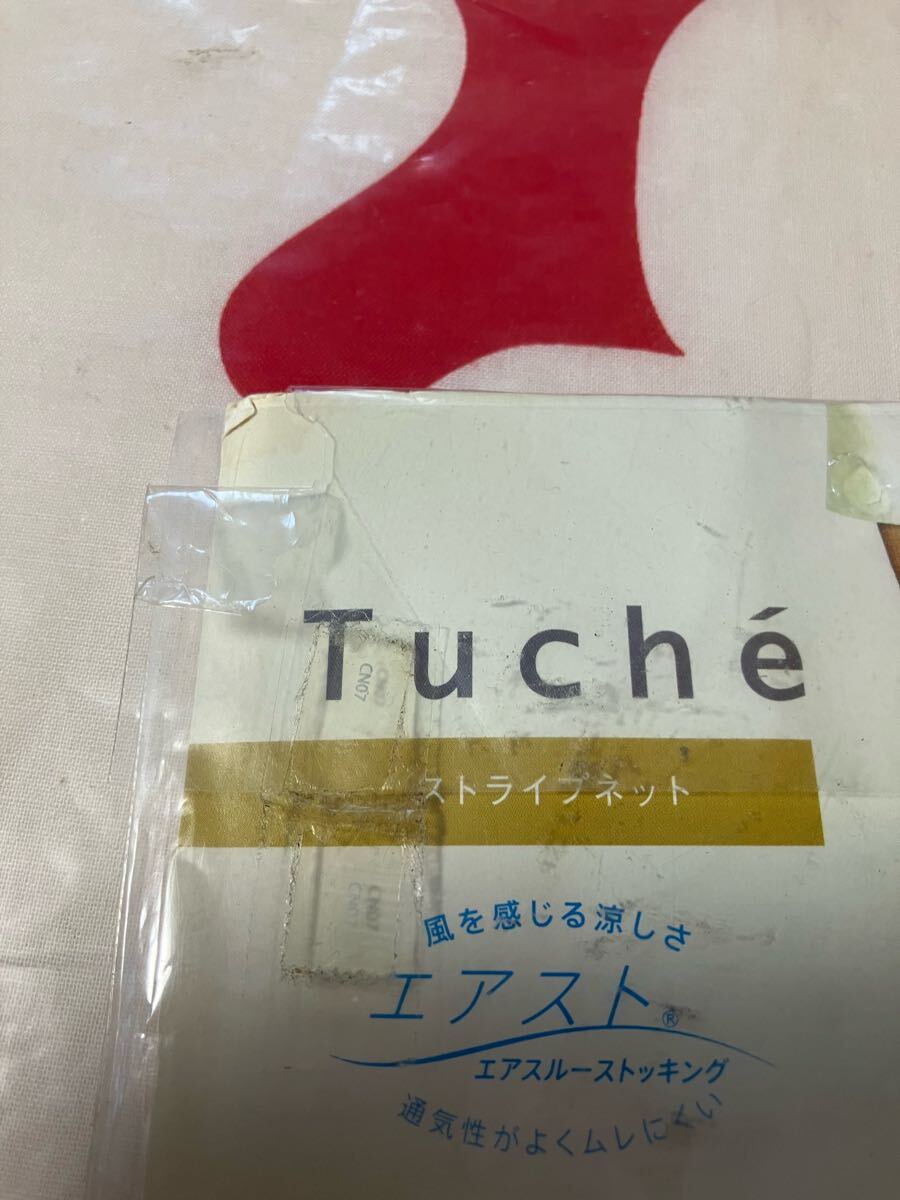 Tuché
CN07
ストライプネット
CN07
風を感じる涼しさ
エアスト®
エアスルーストッキング
通気性がよくムレにくい